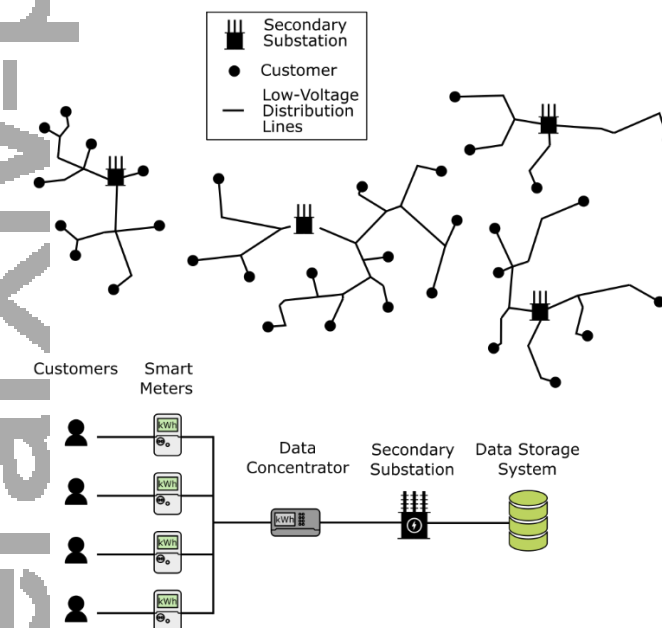 Secondary
Substation
Customer
Low-Voltage
Distribution
Lines
Customers
Smart
Meters
Data
Concentrator
Secondary
Substation
Data Storage
System
kWh
kWh
kWh
kWh
kWh